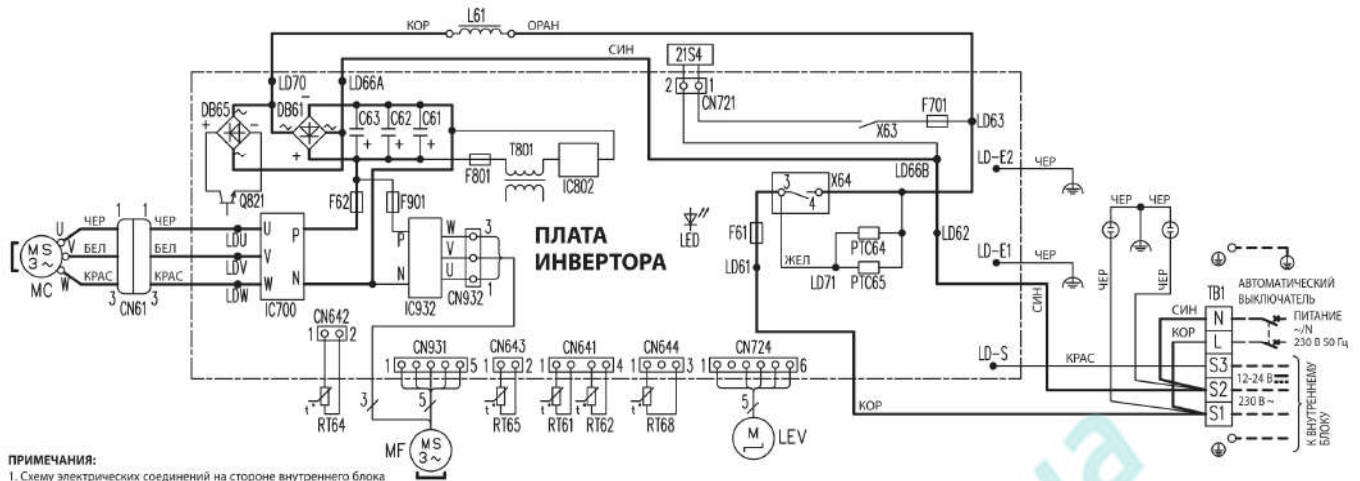 L61
КОР
ОРАН
СИН
21S4
2
1
CN721
LD70
LD66A
DB65
DB61
+
−
~
−
~
~
+
C63
C62
C61
+
+
+
F701
X63
LD63
LD-E2
ЧЕР
T801
F801
IC802
LD66B
Q821
F62
F901
3
X64
4
ЧЕР
ЧЕР
ПЛАТА
ИНВЕРТОРА
LED
F61
PTC64
PTC65
LD62
LD-E1
ЧЕР
ЖЕЛ
LD61
LD71
U
ЧЕР
1
1
ЧЕР
LDU
U
P
MS
3~
V
БЕЛ
БЕЛ
LDV
V
W
КРАС
КРАС
LDW
W
N
MC
3
3
CN61
IC700
P
W
3
V
N
U
1
IC932
CN932
СИН
ЧЕР
ЧЕР
TB1
АВТОМАТИЧЕСКИЙ
ВЫКЛЮЧАТЕЛЬ
СИН
N
ПИТАНИЕ
~/N
КОР
L
230 В 50 Гц
LD-S
КРАС
S3
12-24 В
S2
230 В ~
S1
КОР
К ВНУТРЕННЕМУ
БЛОКУ
CN642
1
2
RT64
CN931
1
5
3
5
MF
MS
3~
CN643
1
2
t°
RT65
CN641
1
4
RT61
RT62
CN644
1
3
RT68
CN724
1
6
5
M
LEV
ПРИМЕЧАНИЯ:
1. Схему электрических соединений на стороне внутреннего блока